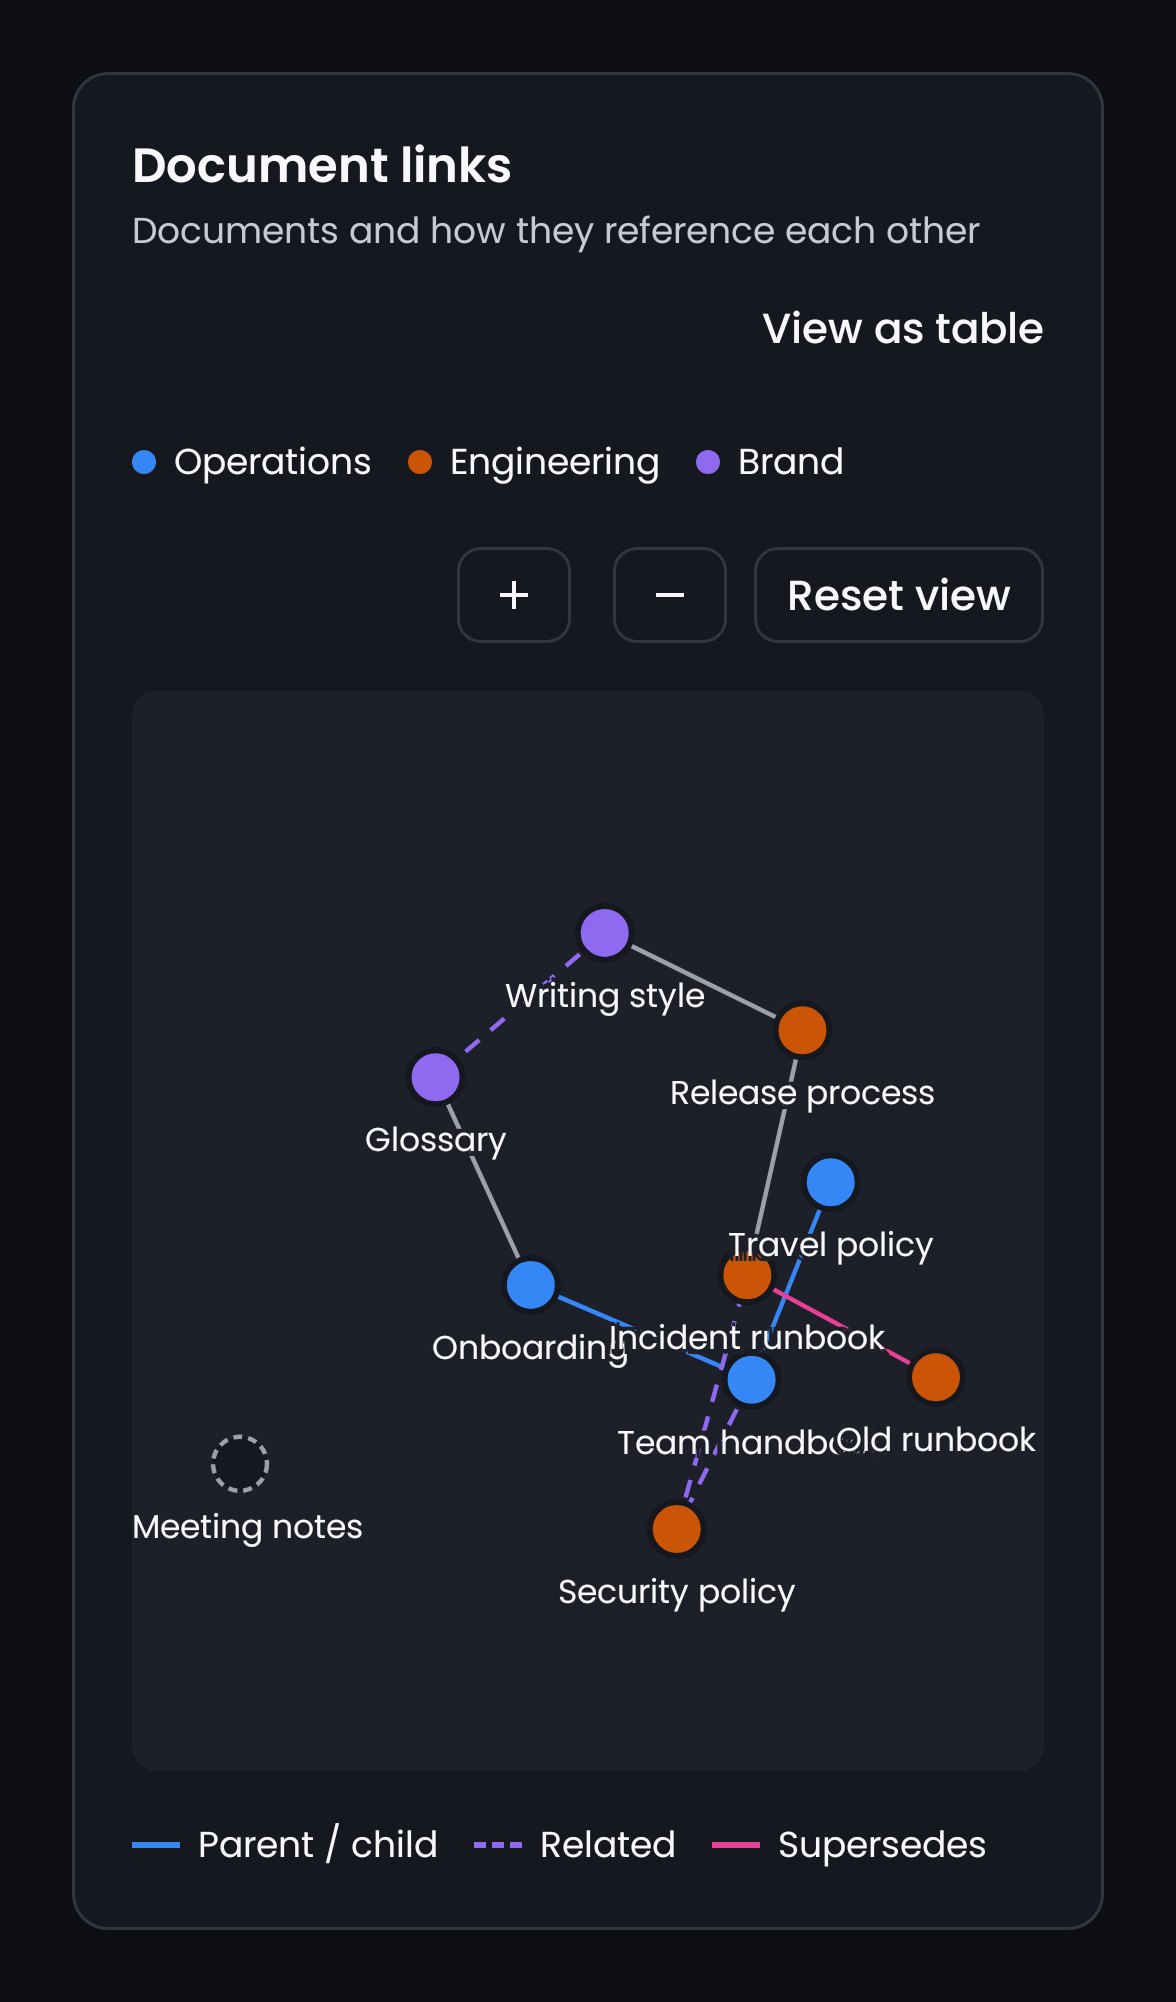 Document links
Documents and how they reference each other
View as table
Operations
Engineering
Brand
+
−
Reset view
Writing style
Release process
Glossary
Travel policy
Incident runbook
Onboarding
Team
Old runbook
Meeting notes
Security policy
Parent / child
Related
Supersedes